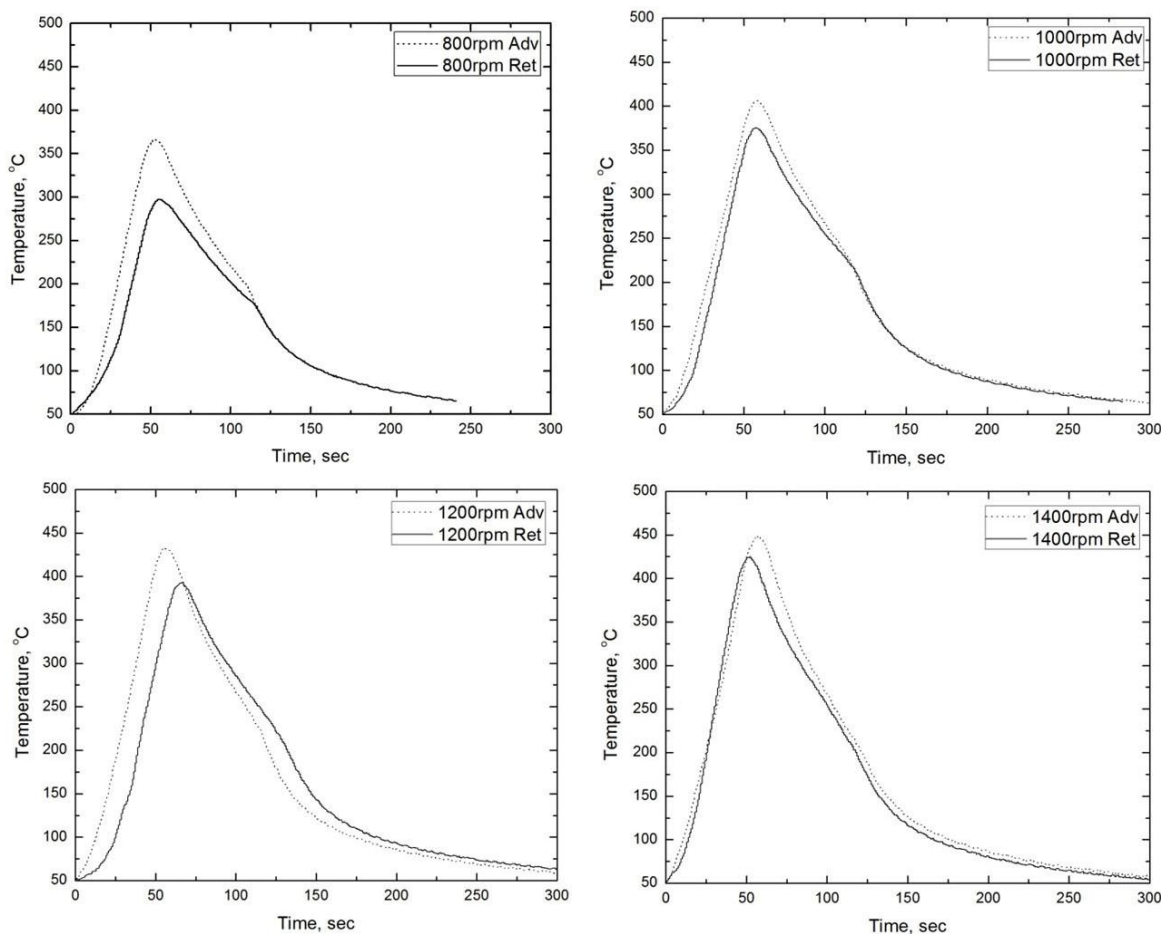 500
450
400
350
300
250
200
150
100
50
Temperature, °C
800rpm Adv
800rpm Ret
0 50 100 150 200 250 300
Time, sec
500
450
400
350
300
250
200
150
100
50
Temperature, °C
1000rpm Adv
1000rpm Ret
0 50 100 150 200 250 300
Time, sec
500
450
400
350
300
250
200
150
100
50
Temperature, °C
1200rpm Adv
1200rpm Ret
0 50 100 150 200 250 300
Time, sec
500
450
400
350
300
250
200
150
100
50
Temperature, °C
1400rpm Adv
1400rpm Ret
0 50 100 150 200 250 300
Time, sec